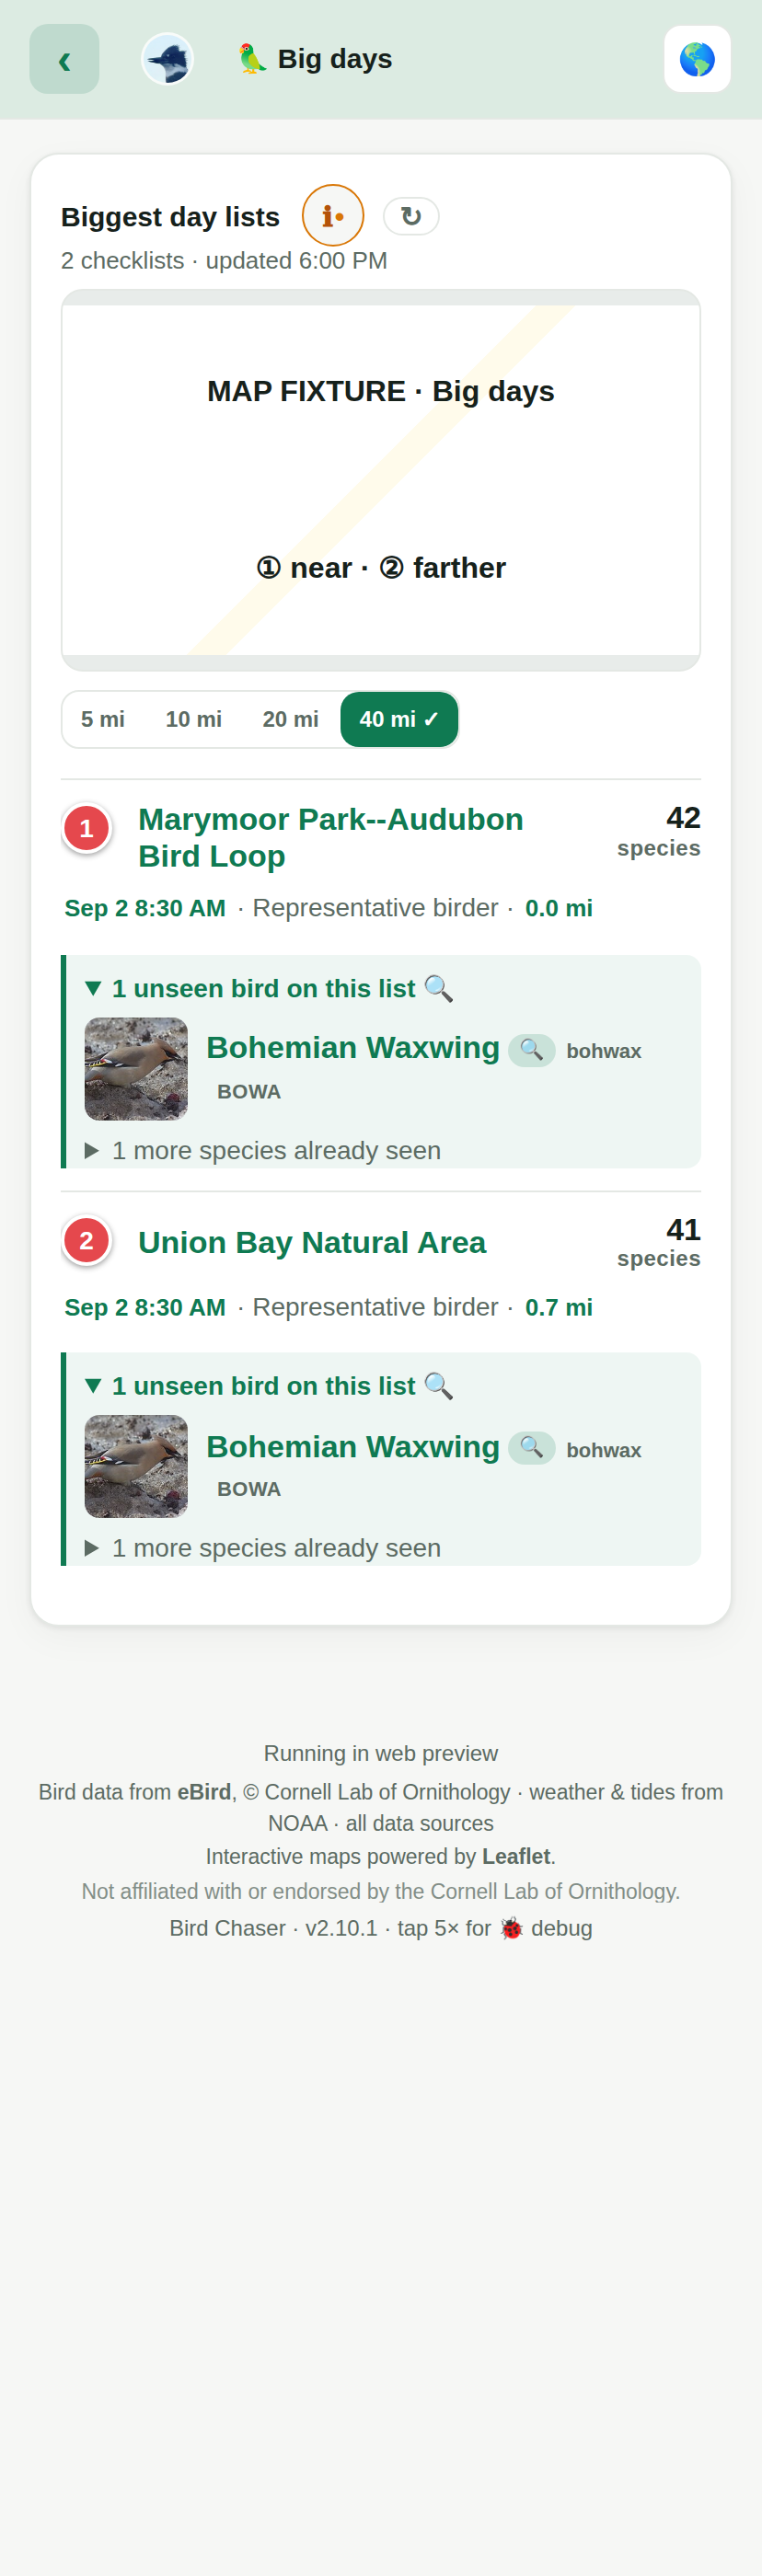 ‹ 🦜 Big days 🌎
Biggest day lists ℹ• ↻
2 checklists · updated 6:00 PM
MAP FIXTURE · Big days
① near · ② farther
5 mi 10 mi 20 mi 40 mi ✓
1 Marymoor Park--Audubon 42
Bird Loop species
Sep 2 8:30 AM · Representative birder · 0.0 mi
▼ 1 unseen bird on this list 🔍
Bohemian Waxwing 🔍 bohwax
BOWA
▶ 1 more species already seen
2 Union Bay Natural Area 41
species
Sep 2 8:30 AM · Representative birder · 0.7 mi
▼ 1 unseen bird on this list 🔍
Bohemian Waxwing 🔍 bohwax
BOWA
▶ 1 more species already seen
Running in web preview
Bird data from eBird, © Cornell Lab of Ornithology · weather & tides from
NOAA · all data sources
Interactive maps powered by Leaflet.
Not affiliated with or endorsed by the Cornell Lab of Ornithology.
Bird Chaser · v2.10.1 · tap 5× for 🐞 debug